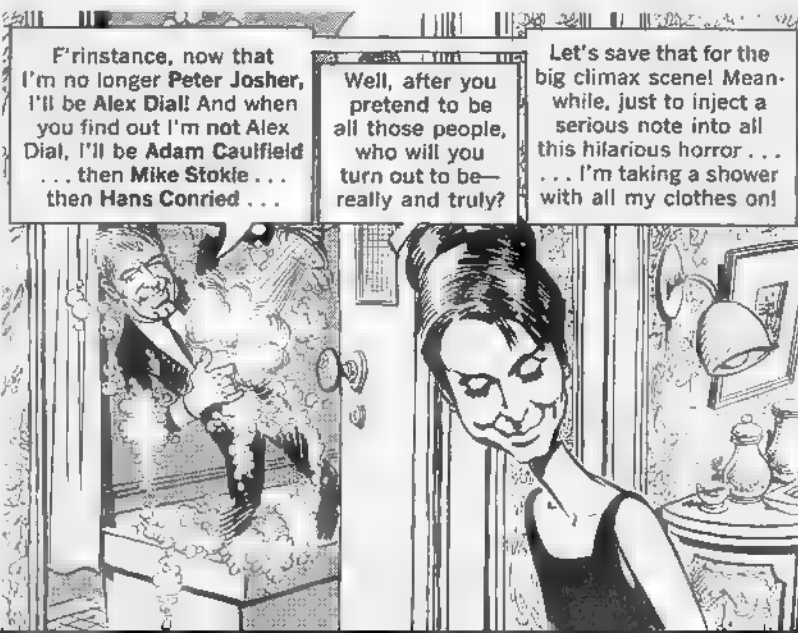 F'rinstance, now that
I'm no longer Peter Josher,
I'll be Alex Dial! And when
you find out I'm not Alex
Dial, I'll be Adam Caulfield
. . . then Mike Stokle . . .
then Hans Conried . . .
Well, after you
pretend to be
all those people,
who will you
turn out to be—
really and truly?
Let's save that for the
big climax scene! Mean-
while, just to inject a
serious note into all
this hilarious horror . . .
. . . I'm taking a shower
with all my clothes on!